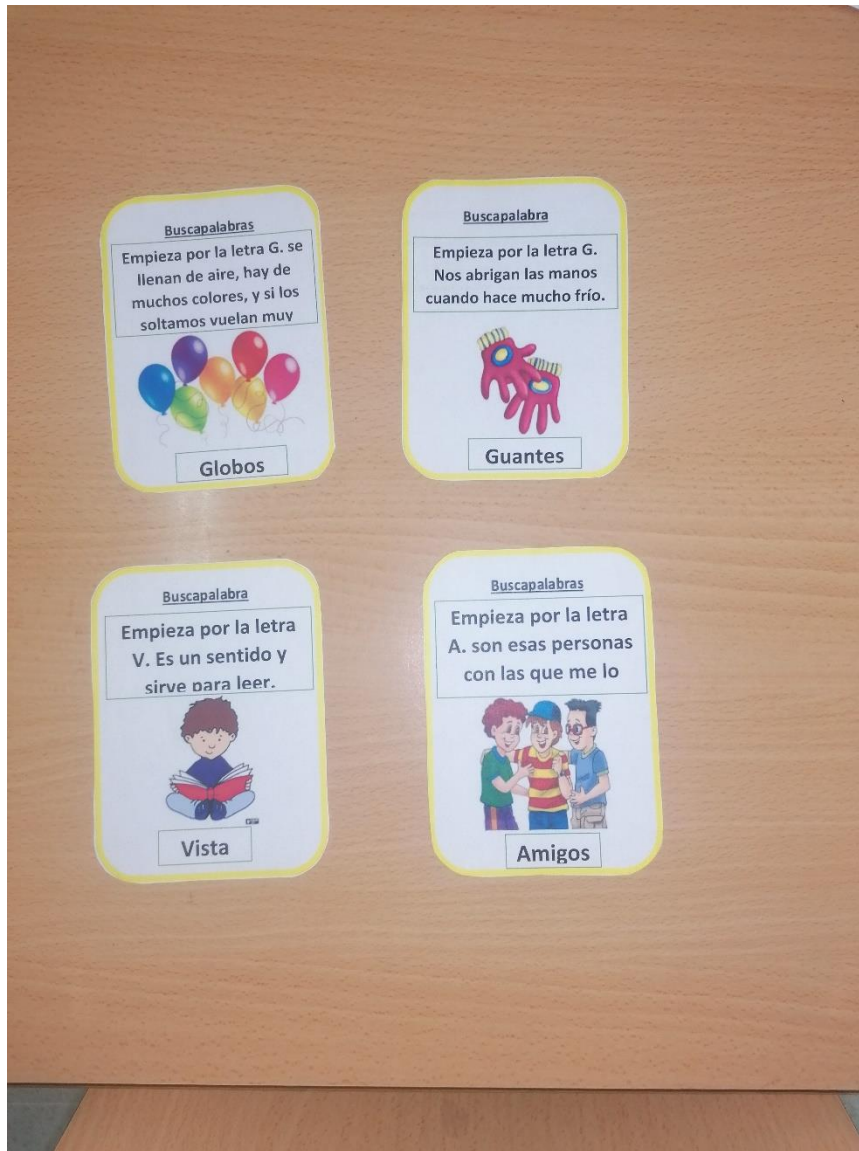 Buscapalabras
Empieza por la letra G. se
llenan de aire, hay de
muchos colores, y si los
soltamos vuelan muy
Globos
Buscapalabra
Empieza por la letra G.
Nos abrigan las manos
cuando hace mucho frío.
Guantes
Buscapalabra
Empieza por la letra
V. Es un sentido y
sirve para leer.
Vista
Buscapalabras
Empieza por la letra
A. son esas personas
con las que me lo
Amigos